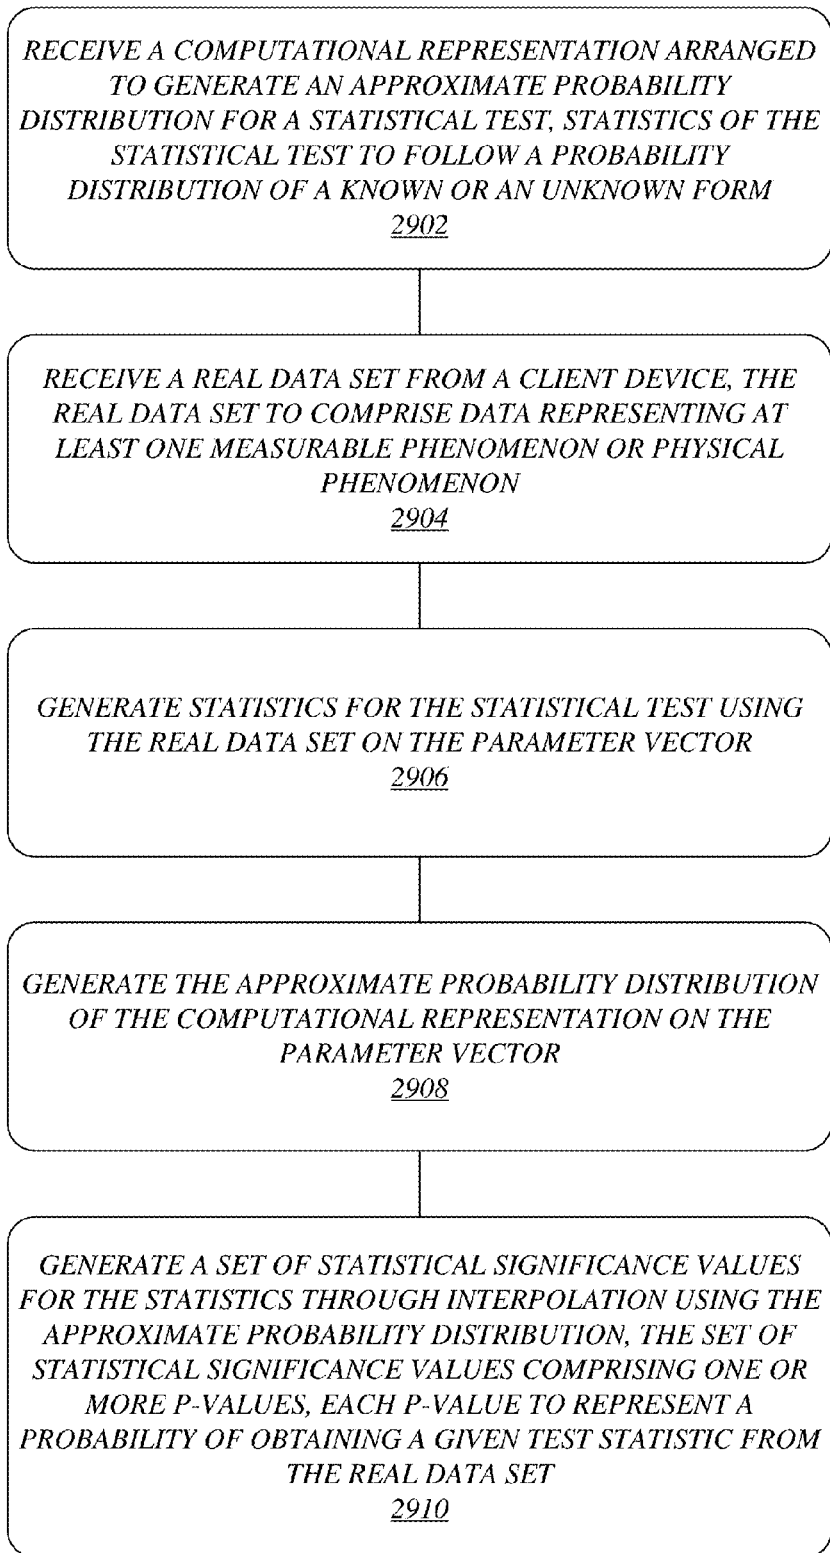 RECEIVE A COMPUTATIONAL REPRESENTATION ARRANGED
TO GENERATE AN APPROXIMATE PROBABILITY
DISTRIBUTION FOR A STATISTICAL TEST, STATISTICS OF THE
STATISTICAL TEST TO FOLLOW A PROBABILITY
DISTRIBUTION OF A KNOWN OR AN UNKNOWN FORM
2902
RECEIVE A REAL DATA SET FROM A CLIENT DEVICE, THE
REAL DATA SET TO COMPRISE DATA REPRESENTING AT
LEAST ONE MEASURABLE PHENOMENON OR PHYSICAL
PHENOMENON
2904
GENERATE STATISTICS FOR THE STATISTICAL TEST USING
THE REAL DATA SET ON THE PARAMETER VECTOR
2906
GENERATE THE APPROXIMATE PROBABILITY DISTRIBUTION
OF THE COMPUTATIONAL REPRESENTATION ON THE
PARAMETER VECTOR
2908
GENERATE A SET OF STATISTICAL SIGNIFICANCE VALUES
FOR THE STATISTICS THROUGH INTERPOLATION USING THE
APPROXIMATE PROBABILITY DISTRIBUTION, THE SET OF
STATISTICAL SIGNIFICANCE VALUES COMPRISING ONE OR
MORE P-VALUES, EACH P-VALUE TO REPRESENT A
PROBABILITY OF OBTAINING A GIVEN TEST STATISTIC FROM
THE REAL DATA SET
2910